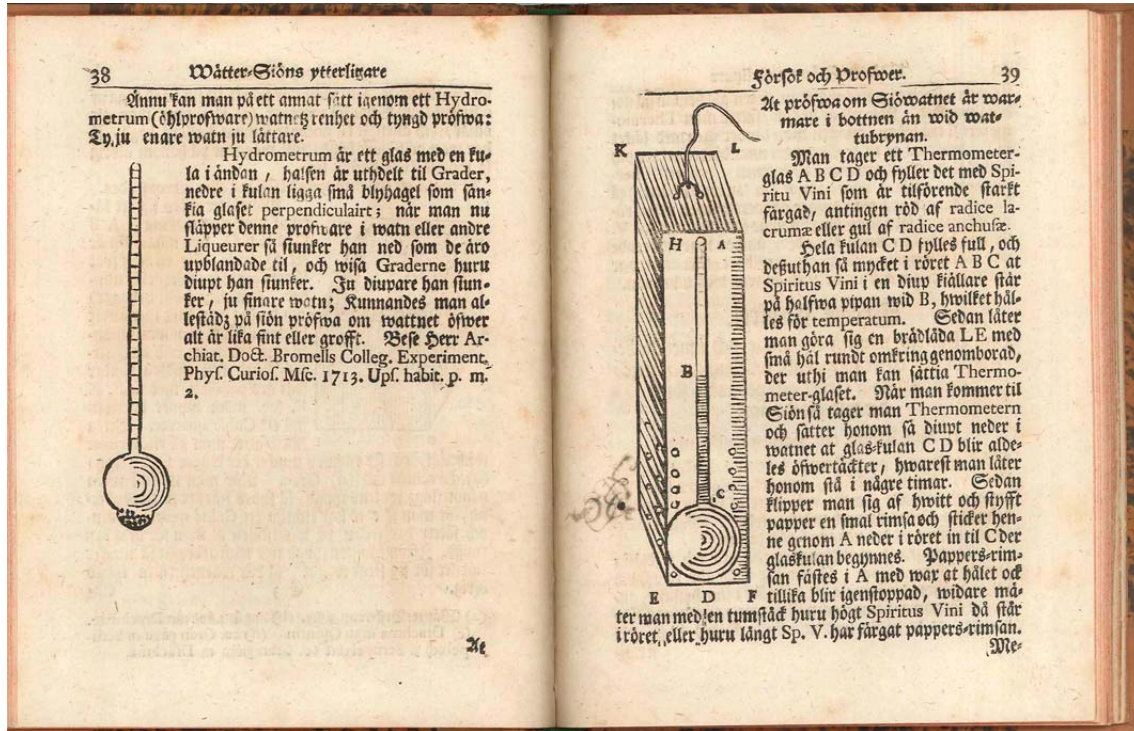 38 Wätter-Siöns ytterligare
Ännu kan man på ett annat sätt igenom ett Hydro-
metrum (öhlprofware) watnetz renhet och tyngd pröfwa:
Ty, ju enare watn ju lättare.
Hydrometrum är ett glas med en ku-
la i ändan / halsen är uthdelt til Grader,
nedre i kulan ligga små blyhagel som sän-
kia glaset perpendiculairt; når man nu
släpper denne profware i watn eller andre
Liqueurer så siunker han ned som de äro
upblandade til, och wisa Graderne huru
diupt han siunker. Ju diupare han siun-
ker, ju finare watn; Kunnandes man al-
lestädz på siön pröfwa om wattnet öfwer
alt är lika fint eller grofft. Bese Herr Ar-
chiat. Doct. Bromells Colleg. Experiment.
Phys. Curios. Msc. 1713. Ups. habit. p. m.
2.
At
Försök och Profwer. 39
At pröfwa om Siöwatnet är war-
mare i bottnen än wid wat-
tubrynan.
Man tager ett Thermometer-
glas A B C D och fyller det med Spi-
ritu Vini som är tilförende starkt
färgad/ antingen röd af radice la-
crumæ eller gul af radice anchusæ.
Hela kulan C D fylles full, och
deßuthan så mycket i röret A B C at
Spiritus Vini i en diup kiällare står
på halfwa pipan wid B, hwilket hål-
les för temperatum. Sedan låter
man göra sig en brädlåda L E med
små hål rundt omkring genomborad,
der uthi man kan sättia Thermo-
meter-glaset. När man kommer til
Siön så tager man Thermometern
och sätter honom så diupt neder i
watnet at glas-kulan C D blir alde-
les öfwertäckter, hwarest man låter
honom stå i någre timar. Sedan
klipper man sig af hwitt och styfft
papper en smal rimsa och sticker hen-
ne genom A neder i röret in til C der
glaskulan begynnes. Pappers-rim-
san fästes i A med wax at hålet ock
tillika blir igenstoppad, widare mä-
ter man med en tumstäck huru högt Spiritus Vini då står
i röret, eller huru långt Sp. V. har färgat pappers-rimsan.
Me-
K L
H A
B
C
E D F